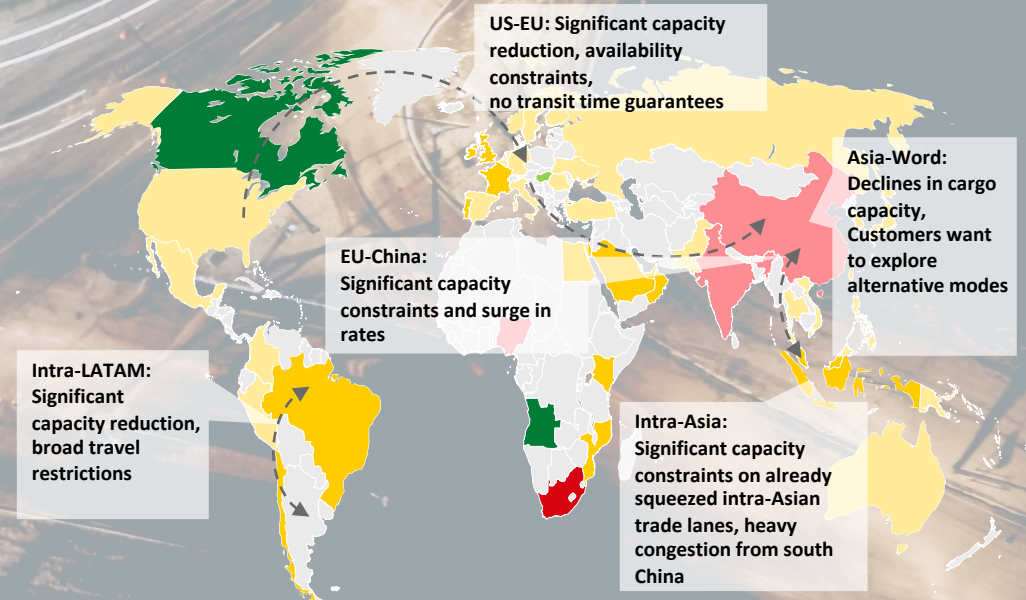 US-EU: Significant capacity
reduction, availability
constraints,
no transit time guarantees
Asia-Word:
Declines in cargo
capacity,
Customers want
to explore
alternative modes
EU-China:
Significant capacity
constraints and surge in
rates
Intra-LATAM:
Significant
capacity reduction,
broad travel
restrictions
Intra-Asia:
Significant capacity
constraints on already
squeezed intra-Asian
trade lanes, heavy
congestion from south
China